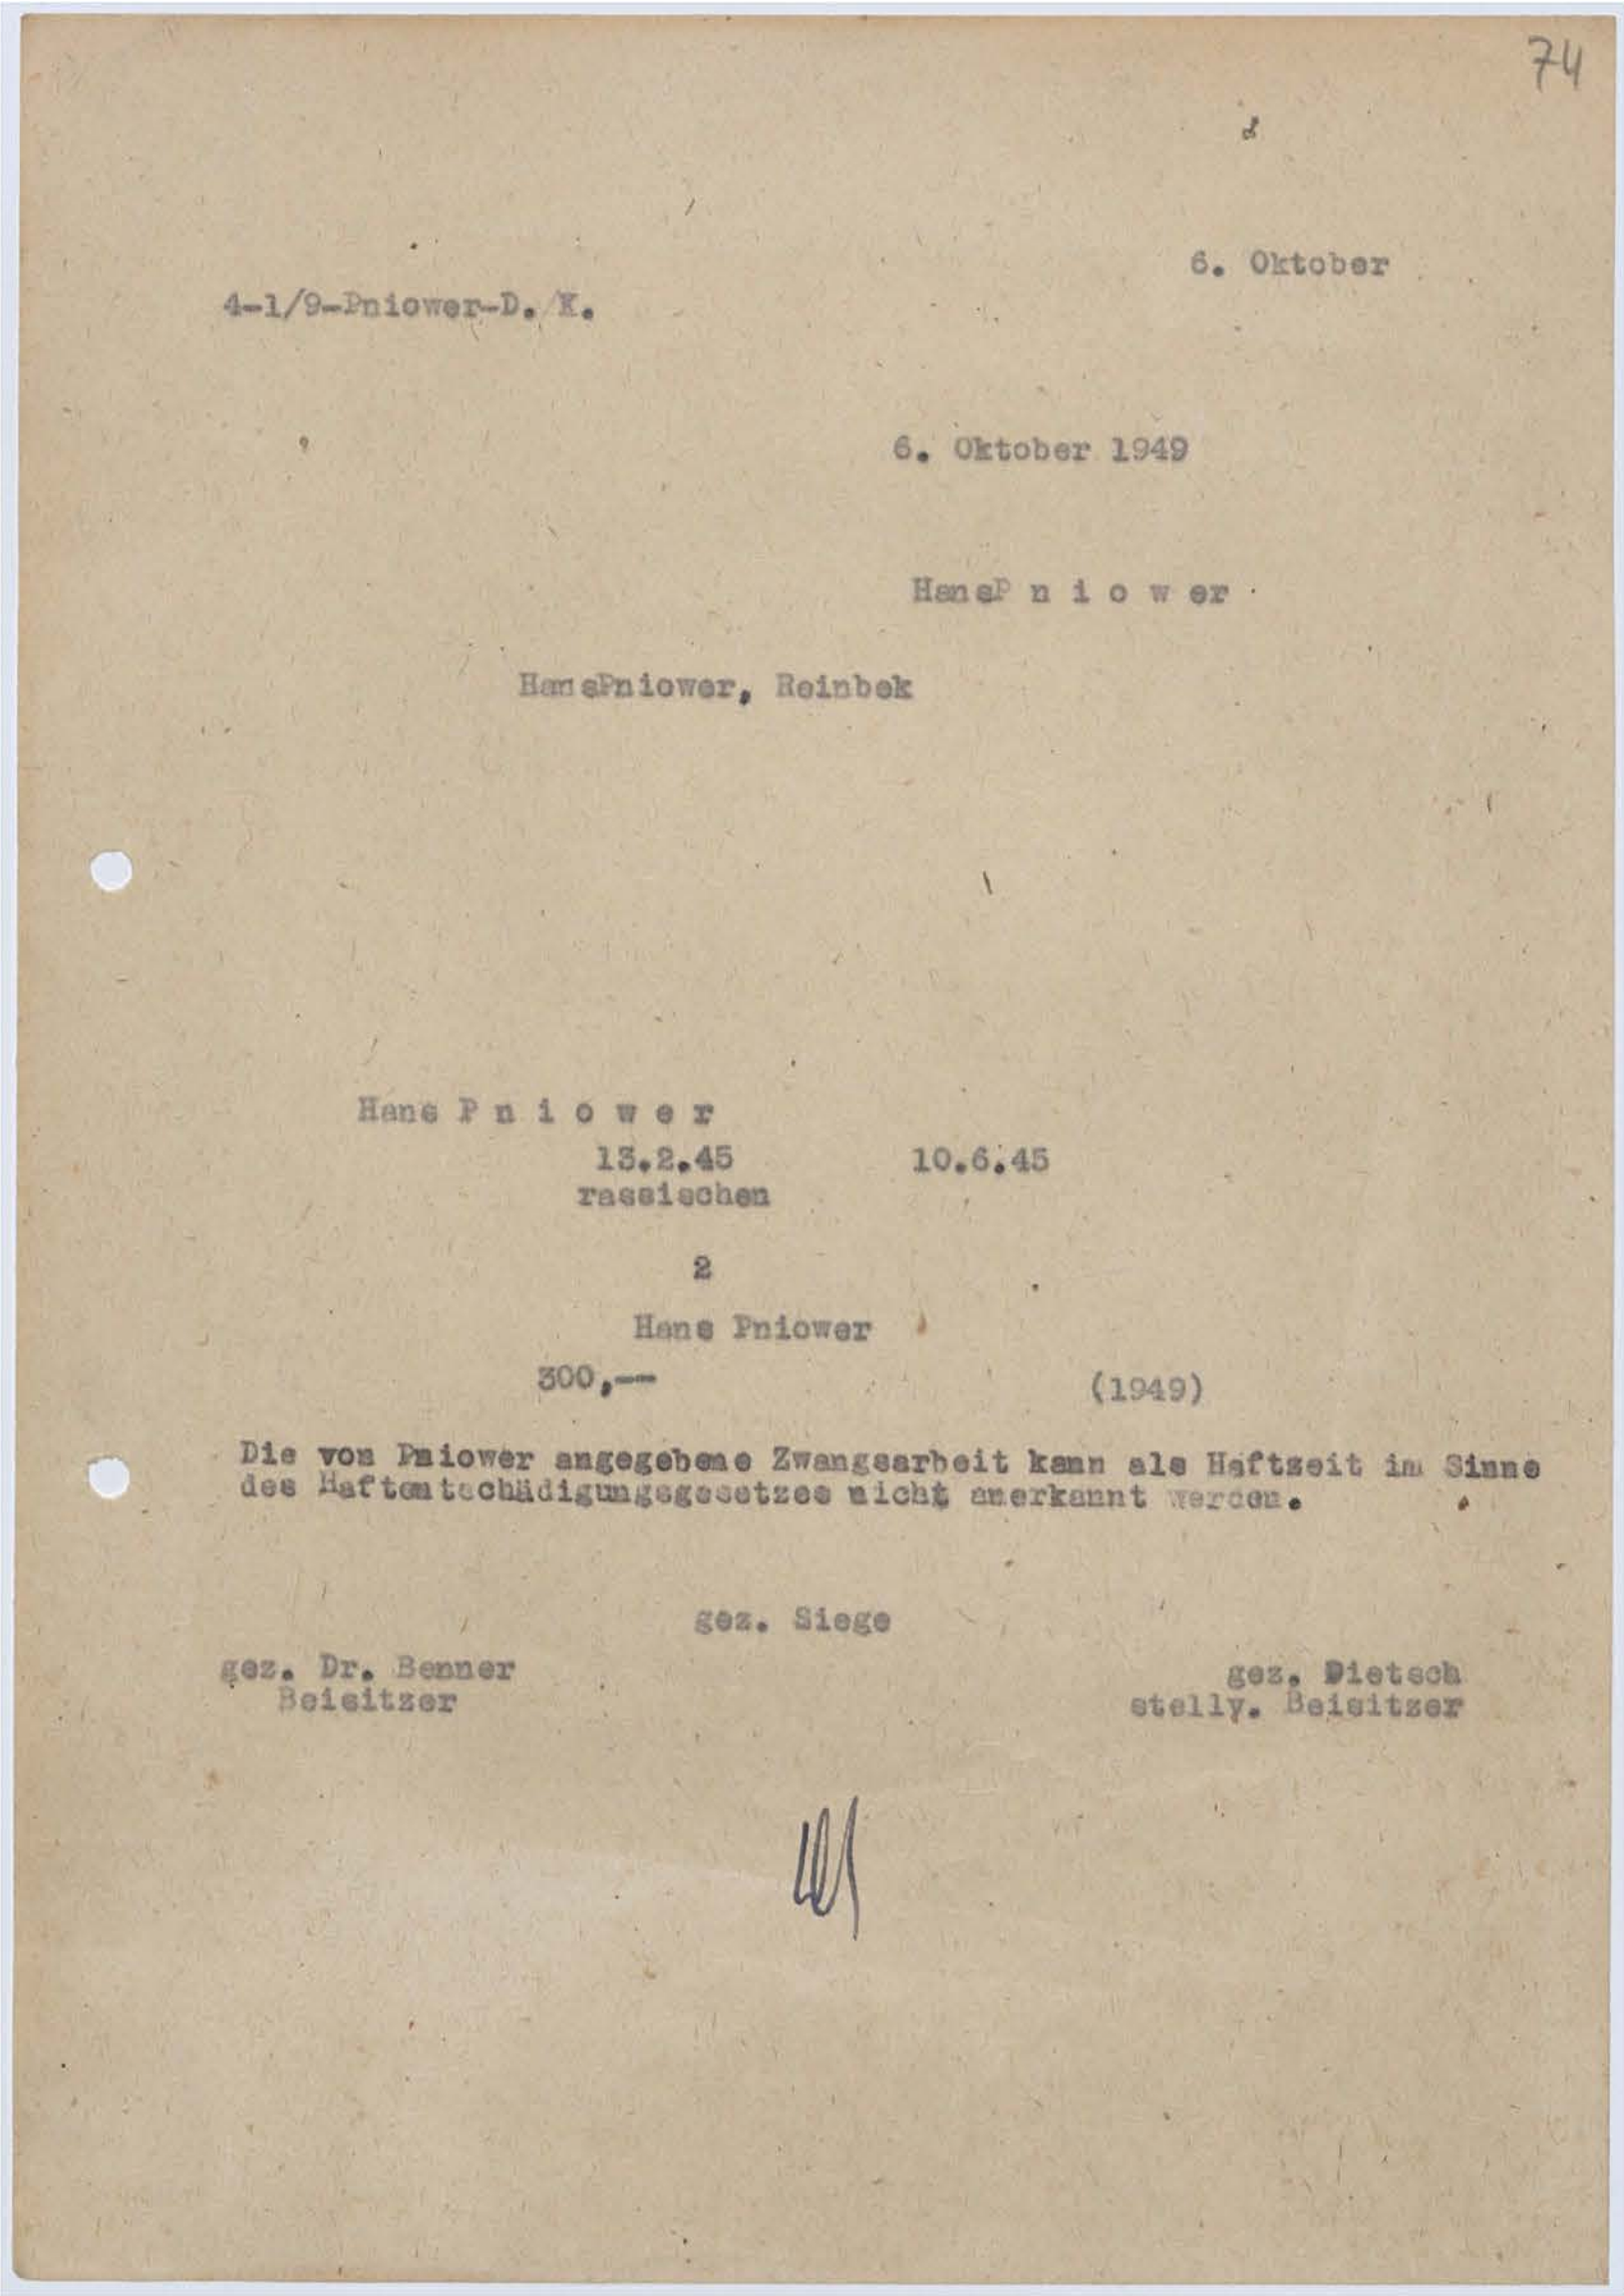 74
6. Oktober
4-1/9-Pniower-D./K.
6. Oktober 1949
HansP n i o w er
HansPniower, Reinbek
Hans P n i o w e r
13.2.45 10.6.45
rassischen
2
Hans Pniower
300,-- (1949)
Die von Pniower angegebene Zwangsarbeit kann als Haftzeit im Sinne
des Haftentschädigungsgesetzes nicht anerkannt werden.
gez. Siege
gez. Dr. Benner gez. Dietsch
Beisitzer stellv. Beisitzer